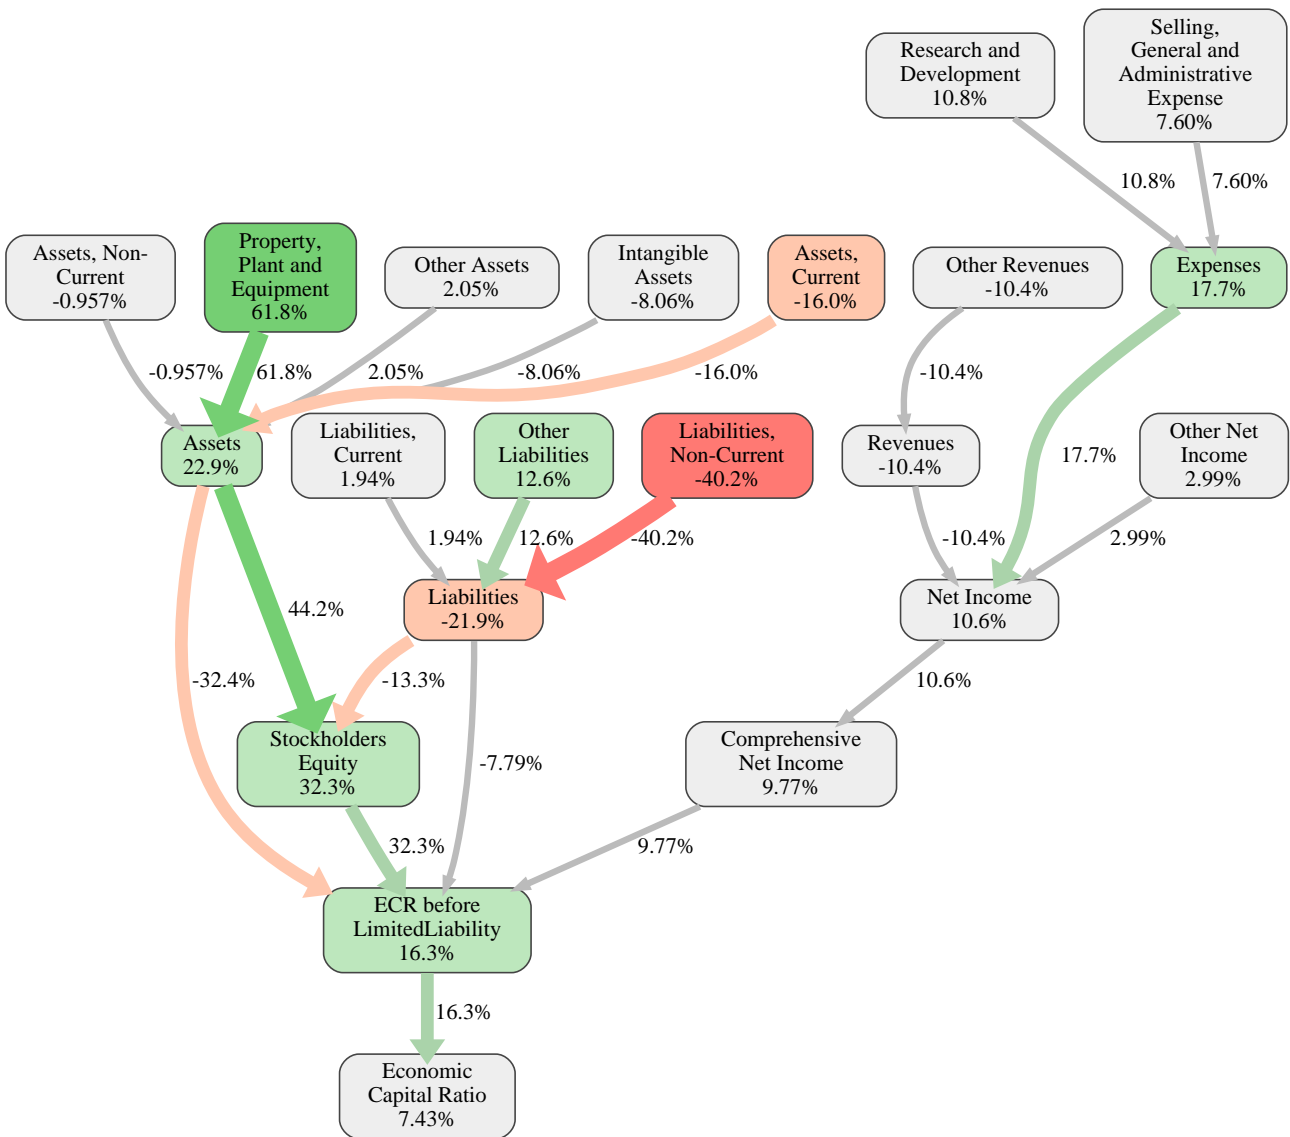 Research and
Development
10.8%
Selling,
General and
Administrative
Expense
7.60%
10.8%
7.60%
Assets, Non-
Current
-0.957%
Property,
Plant and
Equipment
61.8%
Other Assets
2.05%
Intangible
Assets
-8.06%
Assets,
Current
-16.0%
Other Revenues
-10.4%
Expenses
17.7%
-0.957%
61.8%
2.05%
-8.06%
-16.0%
-10.4%
17.7%
Assets
22.9%
Liabilities,
Current
1.94%
Other
Liabilities
12.6%
Liabilities,
Non-Current
-40.2%
Revenues
-10.4%
Other Net
Income
2.99%
1.94%
12.6%
-40.2%
-10.4%
2.99%
44.2%
Liabilities
-21.9%
Net Income
10.6%
-32.4%
-13.3%
10.6%
Stockholders
Equity
32.3%
-7.79%
Comprehensive
Net Income
9.77%
32.3%
9.77%
ECR before
LimitedLiability
16.3%
16.3%
Economic
Capital Ratio
7.43%